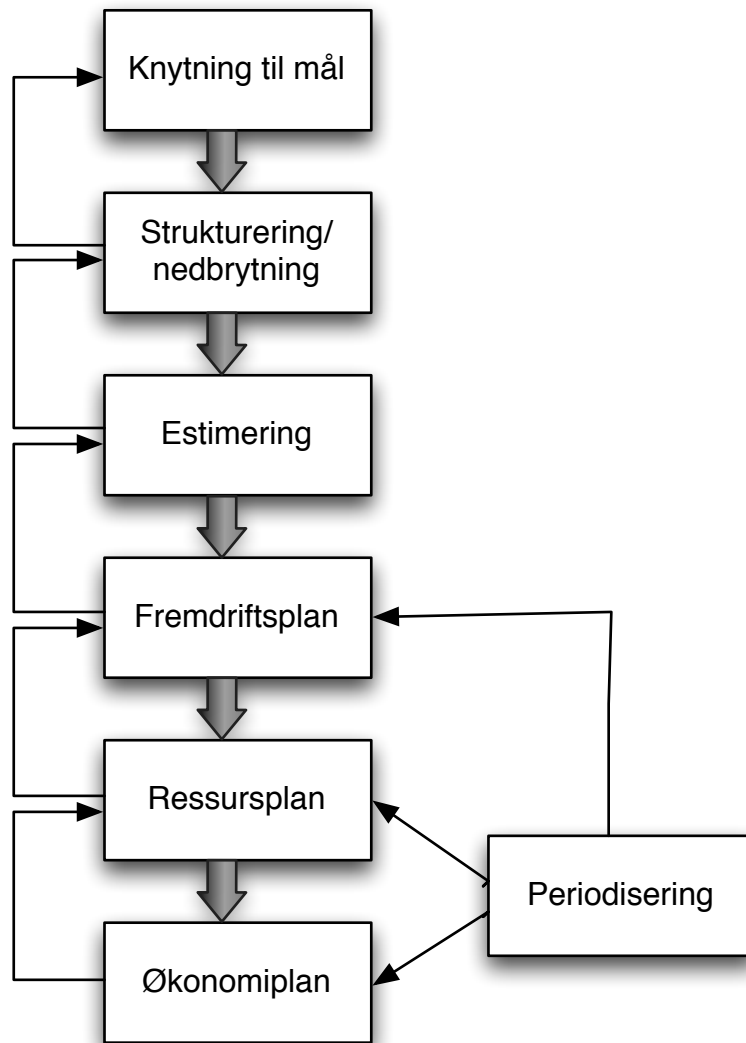 Knytning til mål
Strukturering/
nedbrytning
Estimering
Fremdriftsplan
Ressursplan
Periodisering
Økonomiplan